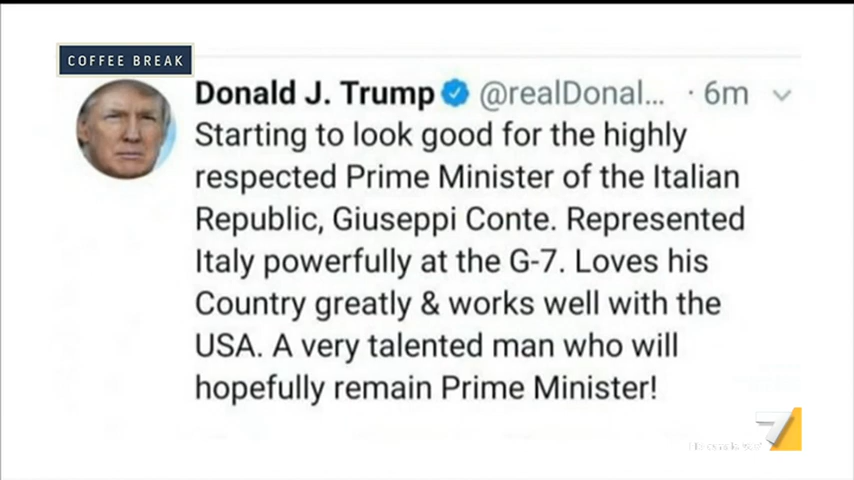 COFFEE BREAK
Donald J. Trump @realDonal... · 6m
Starting to look good for the highly
respected Prime Minister of the Italian
Republic, Giuseppi Conte. Represented
Italy powerfully at the G-7. Loves his
Country greatly & works well with the
USA. A very talented man who will
hopefully remain Prime Minister!
7